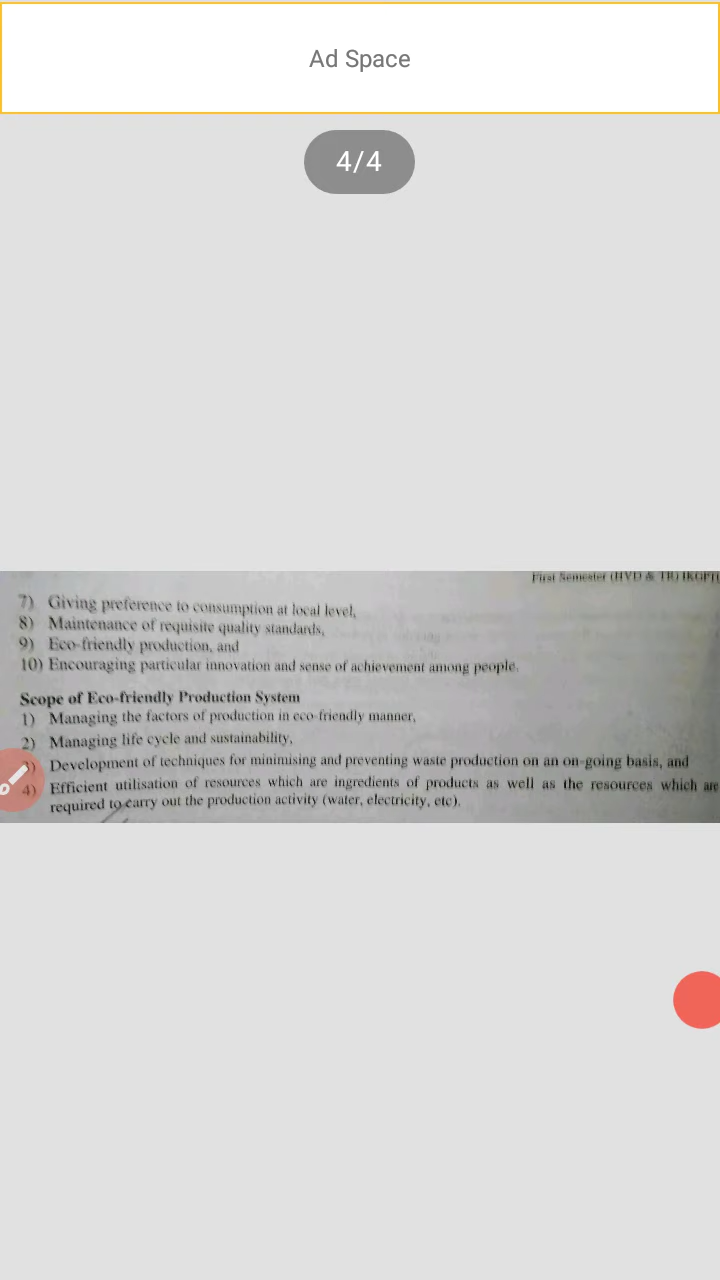 Ad Space
4/4
First Semester (HVD & TR) IKGPTU
7) Giving preference to consumption at local level,
8) Maintenance of requisite quality standards,
9) Eco-friendly production, and
10) Encouraging particular innovation and sense of achievement among people.
Scope of Eco-friendly Production System
1) Managing the factors of production in eco-friendly manner,
2) Managing life cycle and sustainability,
3) Development of techniques for minimising and preventing waste production on an on-going basis, and
4) Efficient utilisation of resources which are ingredients of products as well as the resources which are
required to carry out the production activity (water, electricity, etc).